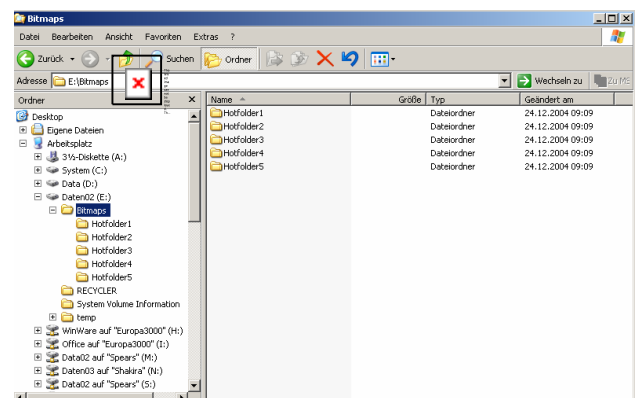 Bitmaps
Datei Bearbeiten Ansicht Favoriten Extras ?
Zurück Suchen Ordner
Adresse E:\Bitmaps Wechseln zu
Ordner
Name Größe Typ Geändert am
Desktop
Eigene Dateien
Arbeitsplatz
3½-Diskette (A:)
System (C:)
Data (D:)
Daten02 (E:)
Bitmaps
Hotfolder1
Hotfolder2
Hotfolder3
Hotfolder4
Hotfolder5
RECYCLER
System Volume Information
temp
WinWare auf "Europa3000" (H:)
Office auf "Europa3000" (I:)
Data02 auf "Spears" (M:)
Daten03 auf "Shakira" (N:)
Data02 auf "Spears" (S:)
Hotfolder1 Dateiordner 24.12.2004 09:09
Hotfolder2 Dateiordner 24.12.2004 09:09
Hotfolder3 Dateiordner 24.12.2004 09:09
Hotfolder4 Dateiordner 24.12.2004 09:09
Hotfolder5 Dateiordner 24.12.2004 09:09